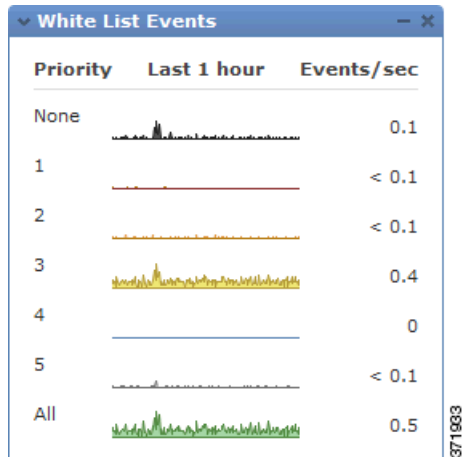 White List Events
Priority Last 1 hour Events/sec
None 0.1
1 < 0.1
2 < 0.1
3 0.4
4 0
5 < 0.1
All 0.5
371933